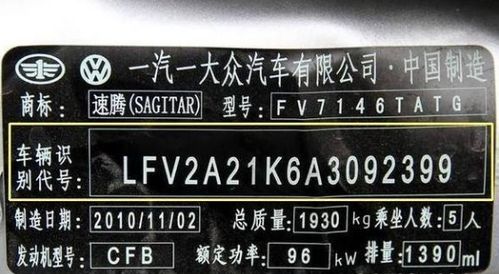 一汽一大众汽车有限公司·中国制造
商标: 速腾(SAGITAR) 型号: FV7146TATG
车辆识别代号: LFV2A21K6A3092399
制造日期: 2010/11/02 总质量: 1930 kg 乘坐人数: 5 人
发动机型号: CFB 额定功率: 96 kW 排量: 1390 ml